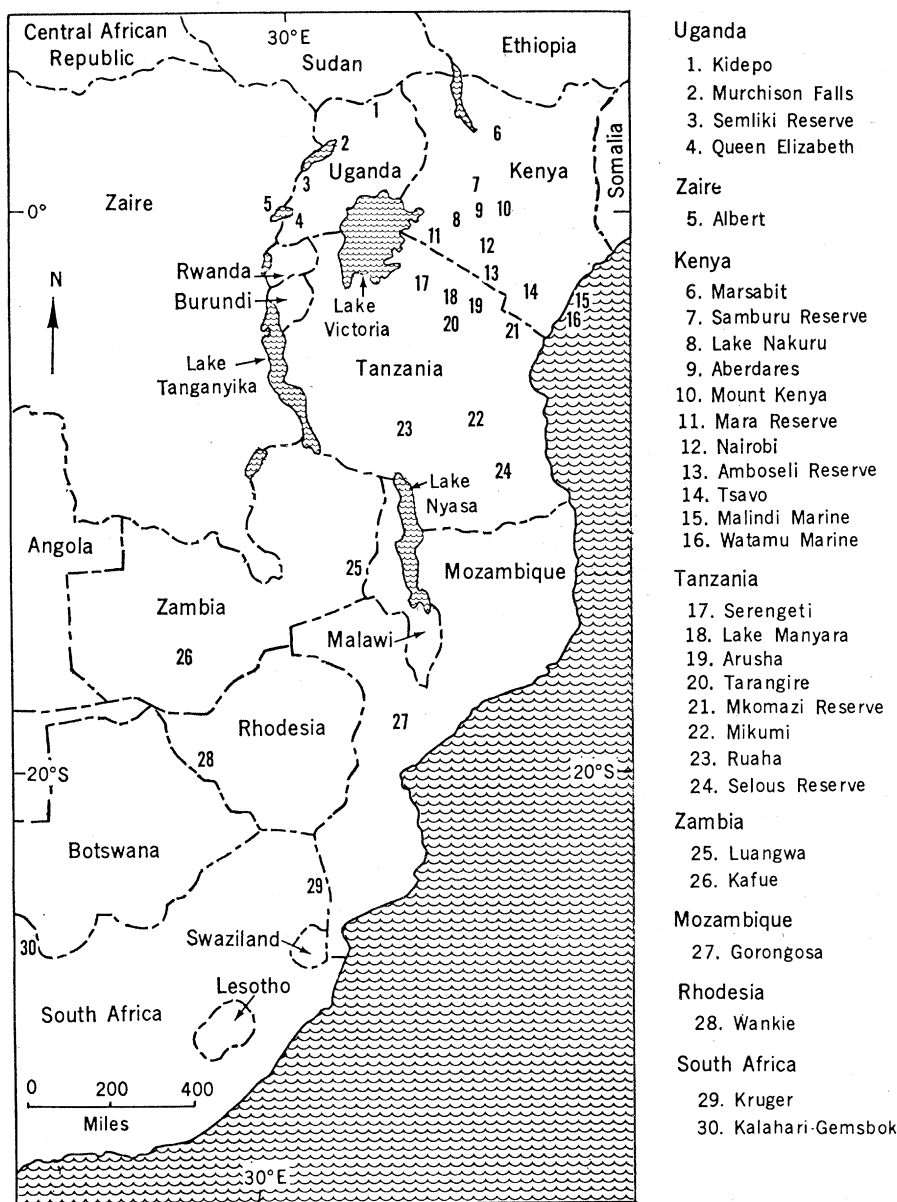 Central African
Republic
30°E
Sudan
Ethiopia
Somalia
1
2
Uganda
6
Kenya
3
7
Zaire
5
0°
4
8
9
10
11
12
Rwanda
13
N
Burundi
Lake
Victoria
17
18
19
14
15
16
20
21
Lake
Tanganyika
Tanzania
23
22
24
Lake
Nyasa
Angola
25
Mozambique
Zambia
Malawi
26
27
Rhodesia
28
20°S
20°S
Botswana
29
30
Swaziland
Lesotho
South Africa
0 200 400
Miles
30°E
Uganda
1. Kidepo
2. Murchison Falls
3. Semliki Reserve
4. Queen Elizabeth
Zaire
5. Albert
Kenya
6. Marsabit
7. Samburu Reserve
8. Lake Nakuru
9. Aberdares
10. Mount Kenya
11. Mara Reserve
12. Nairobi
13. Amboseli Reserve
14. Tsavo
15. Malindi Marine
16. Watamu Marine
Tanzania
17. Serengeti
18. Lake Manyara
19. Arusha
20. Tarangire
21. Mkomazi Reserve
22. Mikumi
23. Ruaha
24. Selous Reserve
Zambia
25. Luangwa
26. Kafue
Mozambique
27. Gorongosa
Rhodesia
28. Wankie
South Africa
29. Kruger
30. Kalahari-Gemsbok